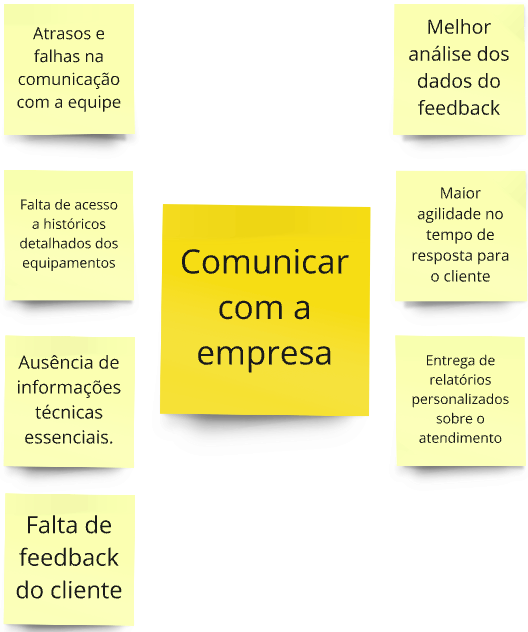 Atrasos e
falhas na
comunicação
com a equipe
Falta de acesso
a históricos
detalhados dos
equipamentos
Ausência de
informações
técnicas
essenciais.
Falta de
feedback
do cliente
Comunicar
com a
empresa
Melhor
análise dos
dados do
feedback
Maior
agilidade no
tempo de
resposta para
o cliente
Entrega de
relatórios
personalizados
sobre o
atendimento